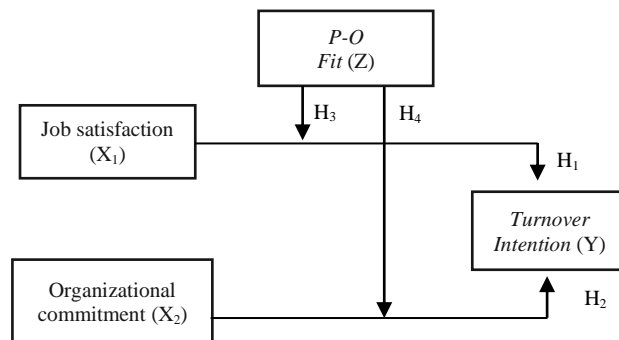 P-O
Fit (Z)
H₃
H₄
Job satisfaction
(X₁)
H₁
Turnover
Intention (Y)
Organizational
commitment (X₂)
H₂